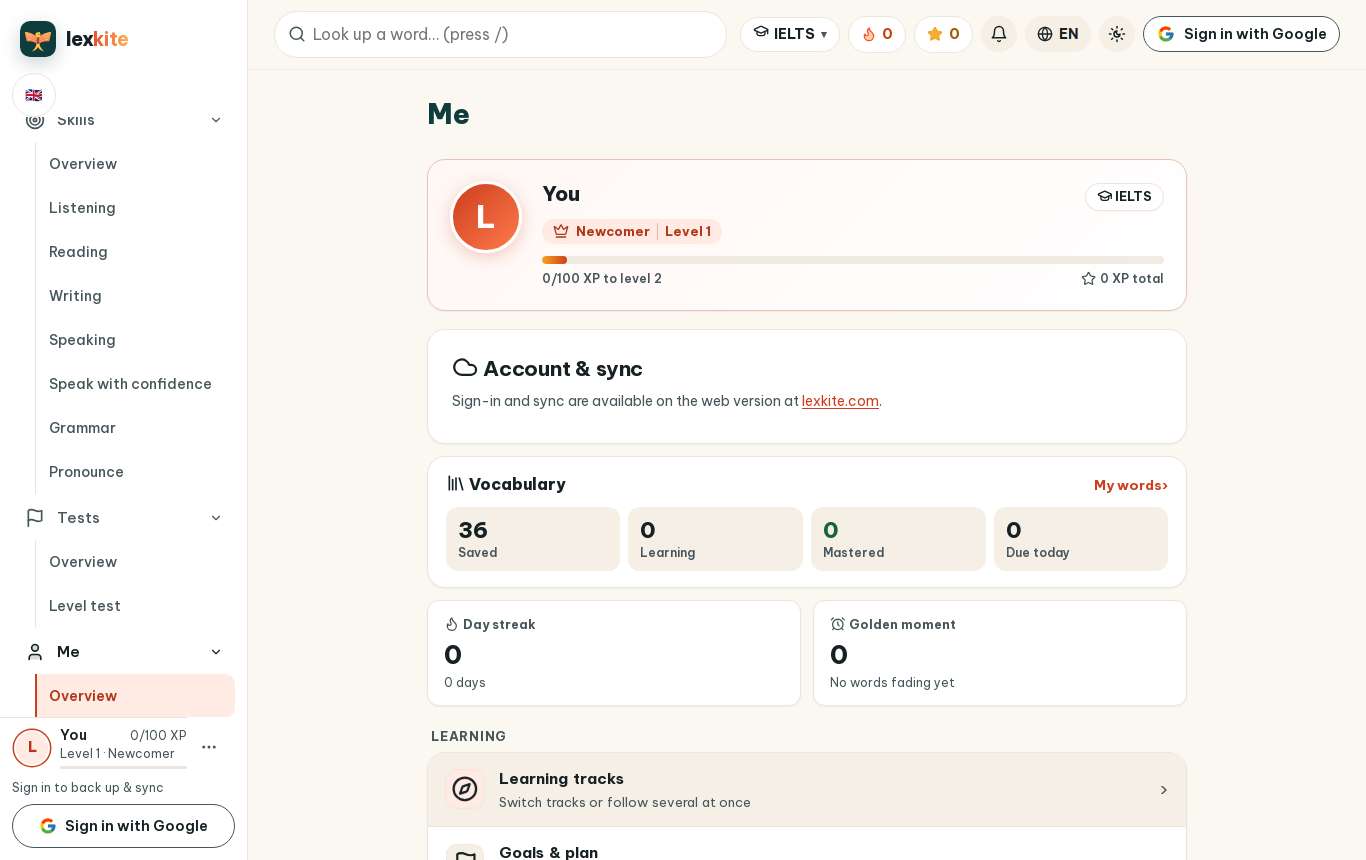 lexkite
Look up a word... (press /)
IELTS ▾
0
0
EN
Sign in with Google
Skills
Overview
Listening
Reading
Writing
Speaking
Speak with confidence
Grammar
Pronounce
Tests
Overview
Level test
Me
Overview
L
You
0/100 XP
Level 1 · Newcomer
Sign in to back up & sync
Sign in with Google
Me
L
You
IELTS
Newcomer | Level 1
0/100 XP to level 2
0 XP total
Account & sync
Sign-in and sync are available on the web version at lexkite.com.
Vocabulary
My words›
36
Saved
0
Learning
0
Mastered
0
Due today
Day streak
0
0 days
Golden moment
0
No words fading yet
LEARNING
Learning tracks
Switch tracks or follow several at once
Goals & plan